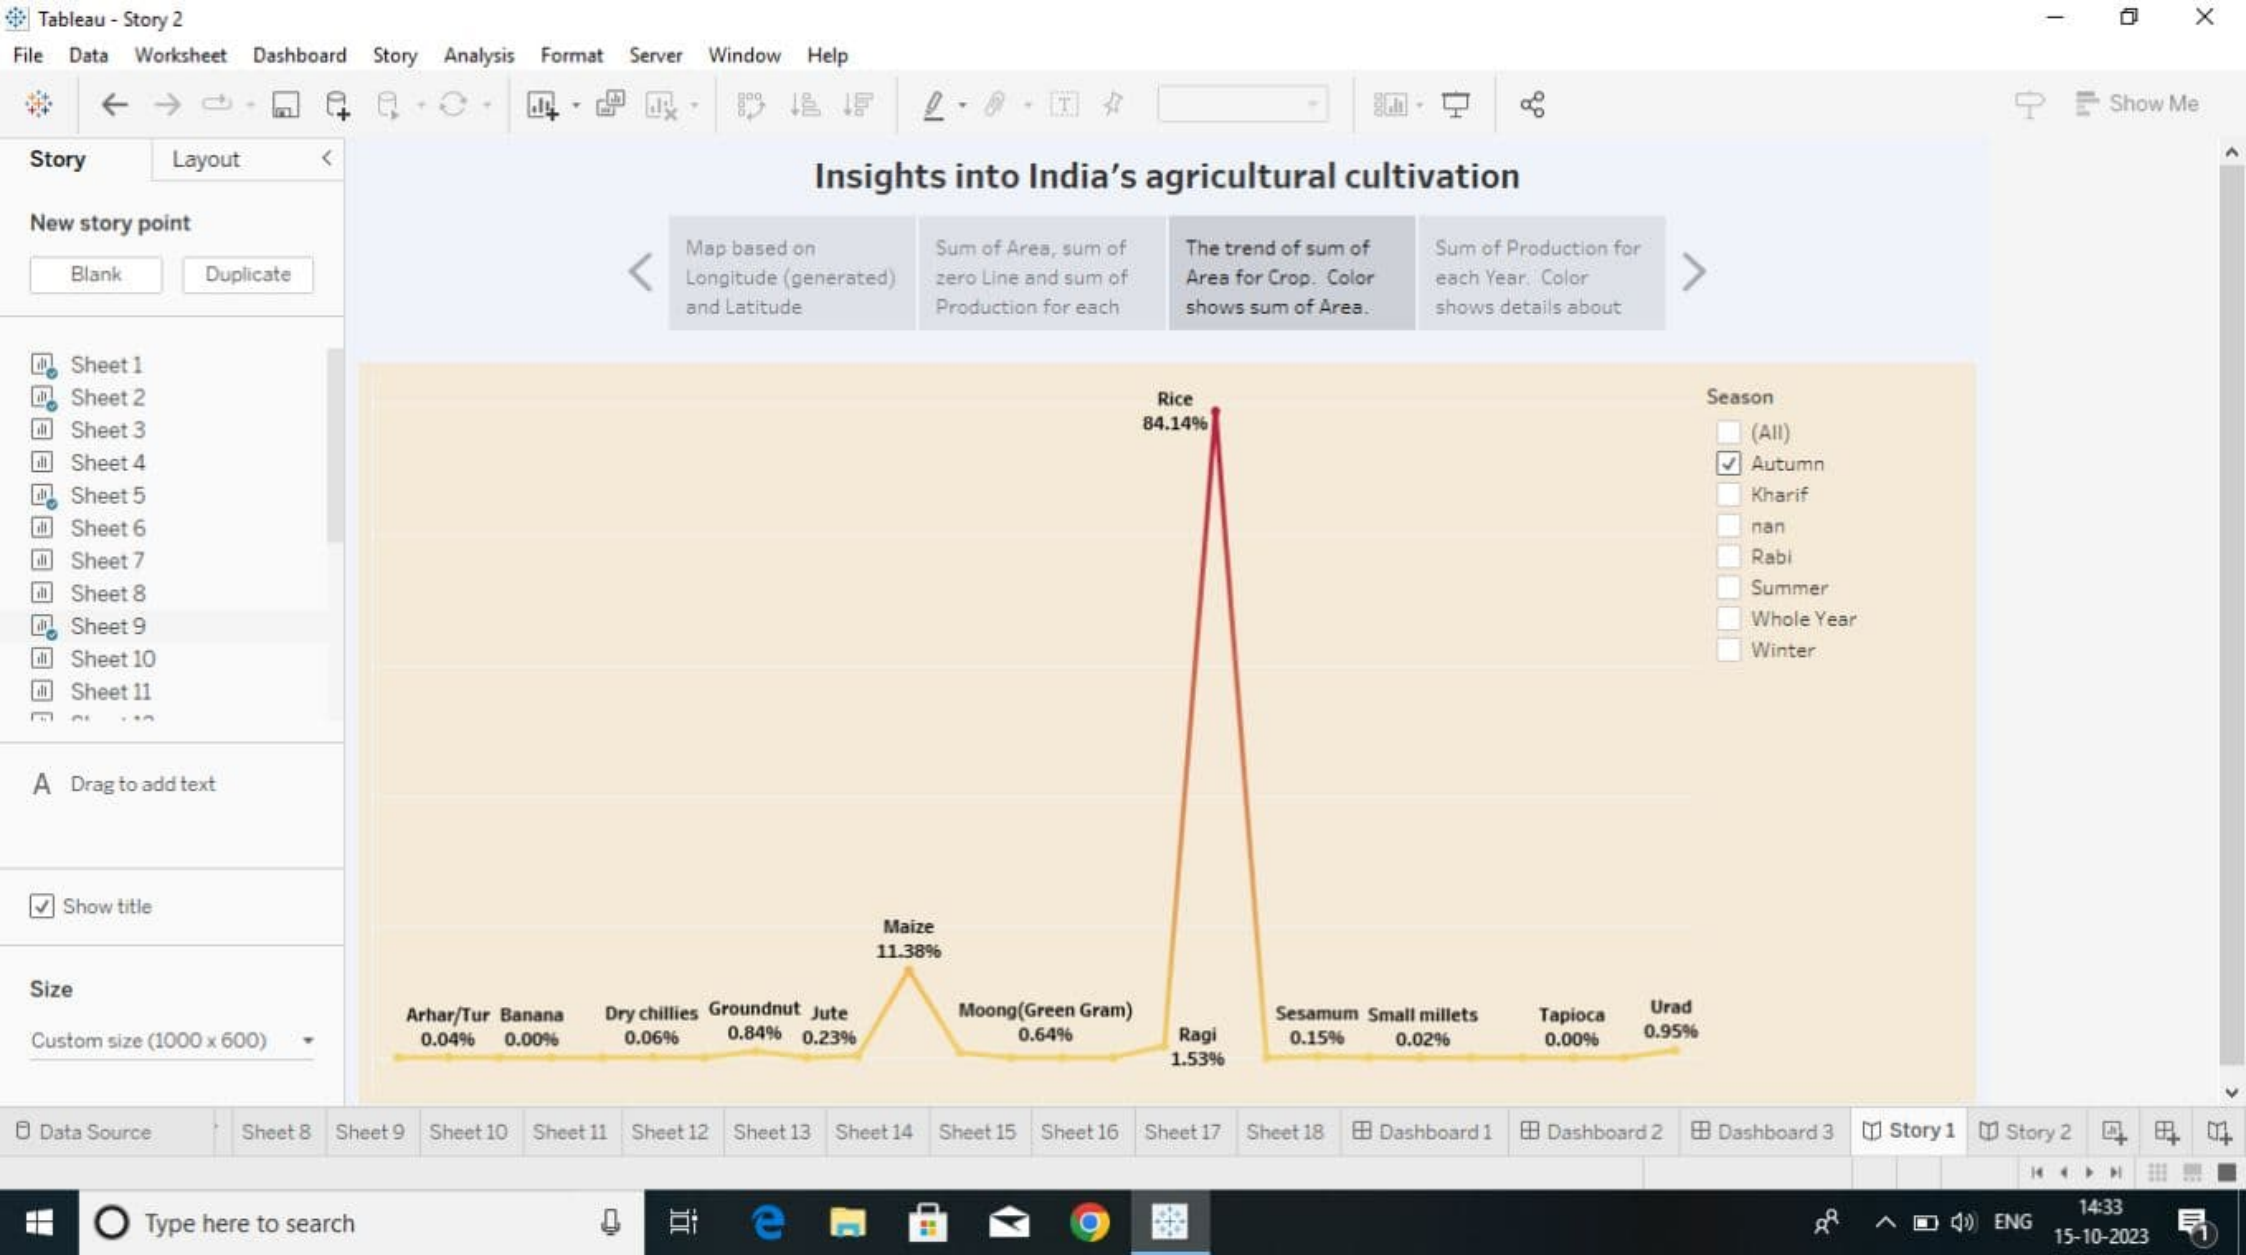 Tableau - Story 2
File Data Worksheet Dashboard Story Analysis Format Server Window Help
Show Me
Story Layout
New story point
Blank Duplicate
Sheet 1
Sheet 2
Sheet 3
Sheet 4
Sheet 5
Sheet 6
Sheet 7
Sheet 8
Sheet 9
Sheet 10
Sheet 11
A Drag to add text
Show title
Size
Custom size (1000 x 600)
Insights into India's agricultural cultivation
Map based on
Longitude (generated)
and Latitude
Sum of Area, sum of
zero Line and sum of
Production for each
The trend of sum of
Area for Crop. Color
shows sum of Area.
Sum of Production for
each Year. Color
shows details about
Rice
84.14%
Maize
11.38%
Arhar/Tur
0.04%
Banana
0.00%
Dry chillies
0.06%
Groundnut
0.84%
Jute
0.23%
Moong(Green Gram)
0.64%
Ragi
1.53%
Sesamum
0.15%
Small millets
0.02%
Tapioca
0.00%
Urad
0.95%
Season
(All)
Autumn
Kharif
nan
Rabi
Summer
Whole Year
Winter
Data Source Sheet 8 Sheet 9 Sheet 10 Sheet 11 Sheet 12 Sheet 13 Sheet 14 Sheet 15 Sheet 16 Sheet 17 Sheet 18 Dashboard 1 Dashboard 2 Dashboard 3 Story 1 Story 2
Type here to search
ENG
14:33
15-10-2023
1